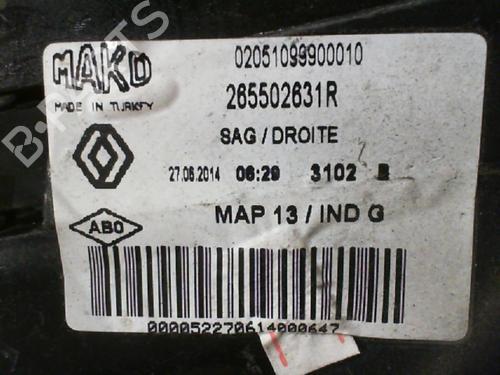 MAKO
MADE IN TURKEY
02051099900010
265502631R
SAG / DROITE
27.06.2014 06:29 3102 B
MAP 13 / IND G
ABO
000052270614000647